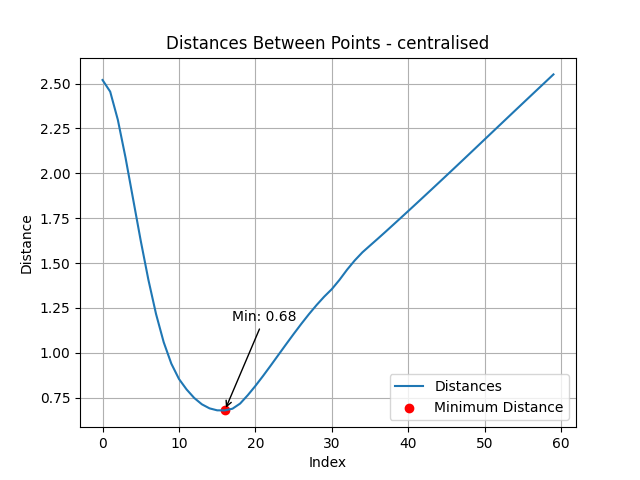 Distances Between Points - centralised
Distance
2.50
2.25
2.00
1.75
1.50
1.25
1.00
0.75
Min: 0.68
Distances
Minimum Distance
0 10 20 30 40 50 60
Index